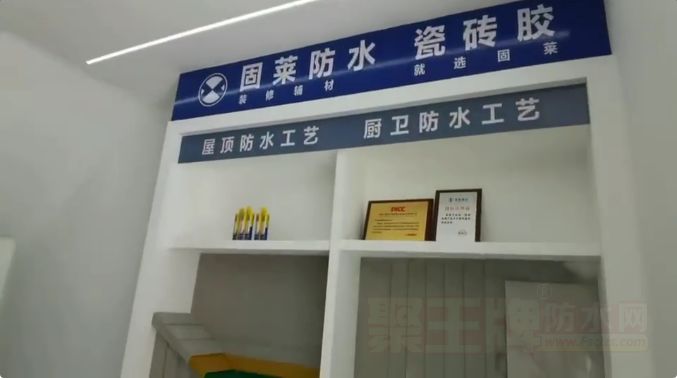 固莱防水 瓷砖胶
装修辅材 就选固莱
屋顶防水工艺 厨卫防水工艺
聚王牌防水网